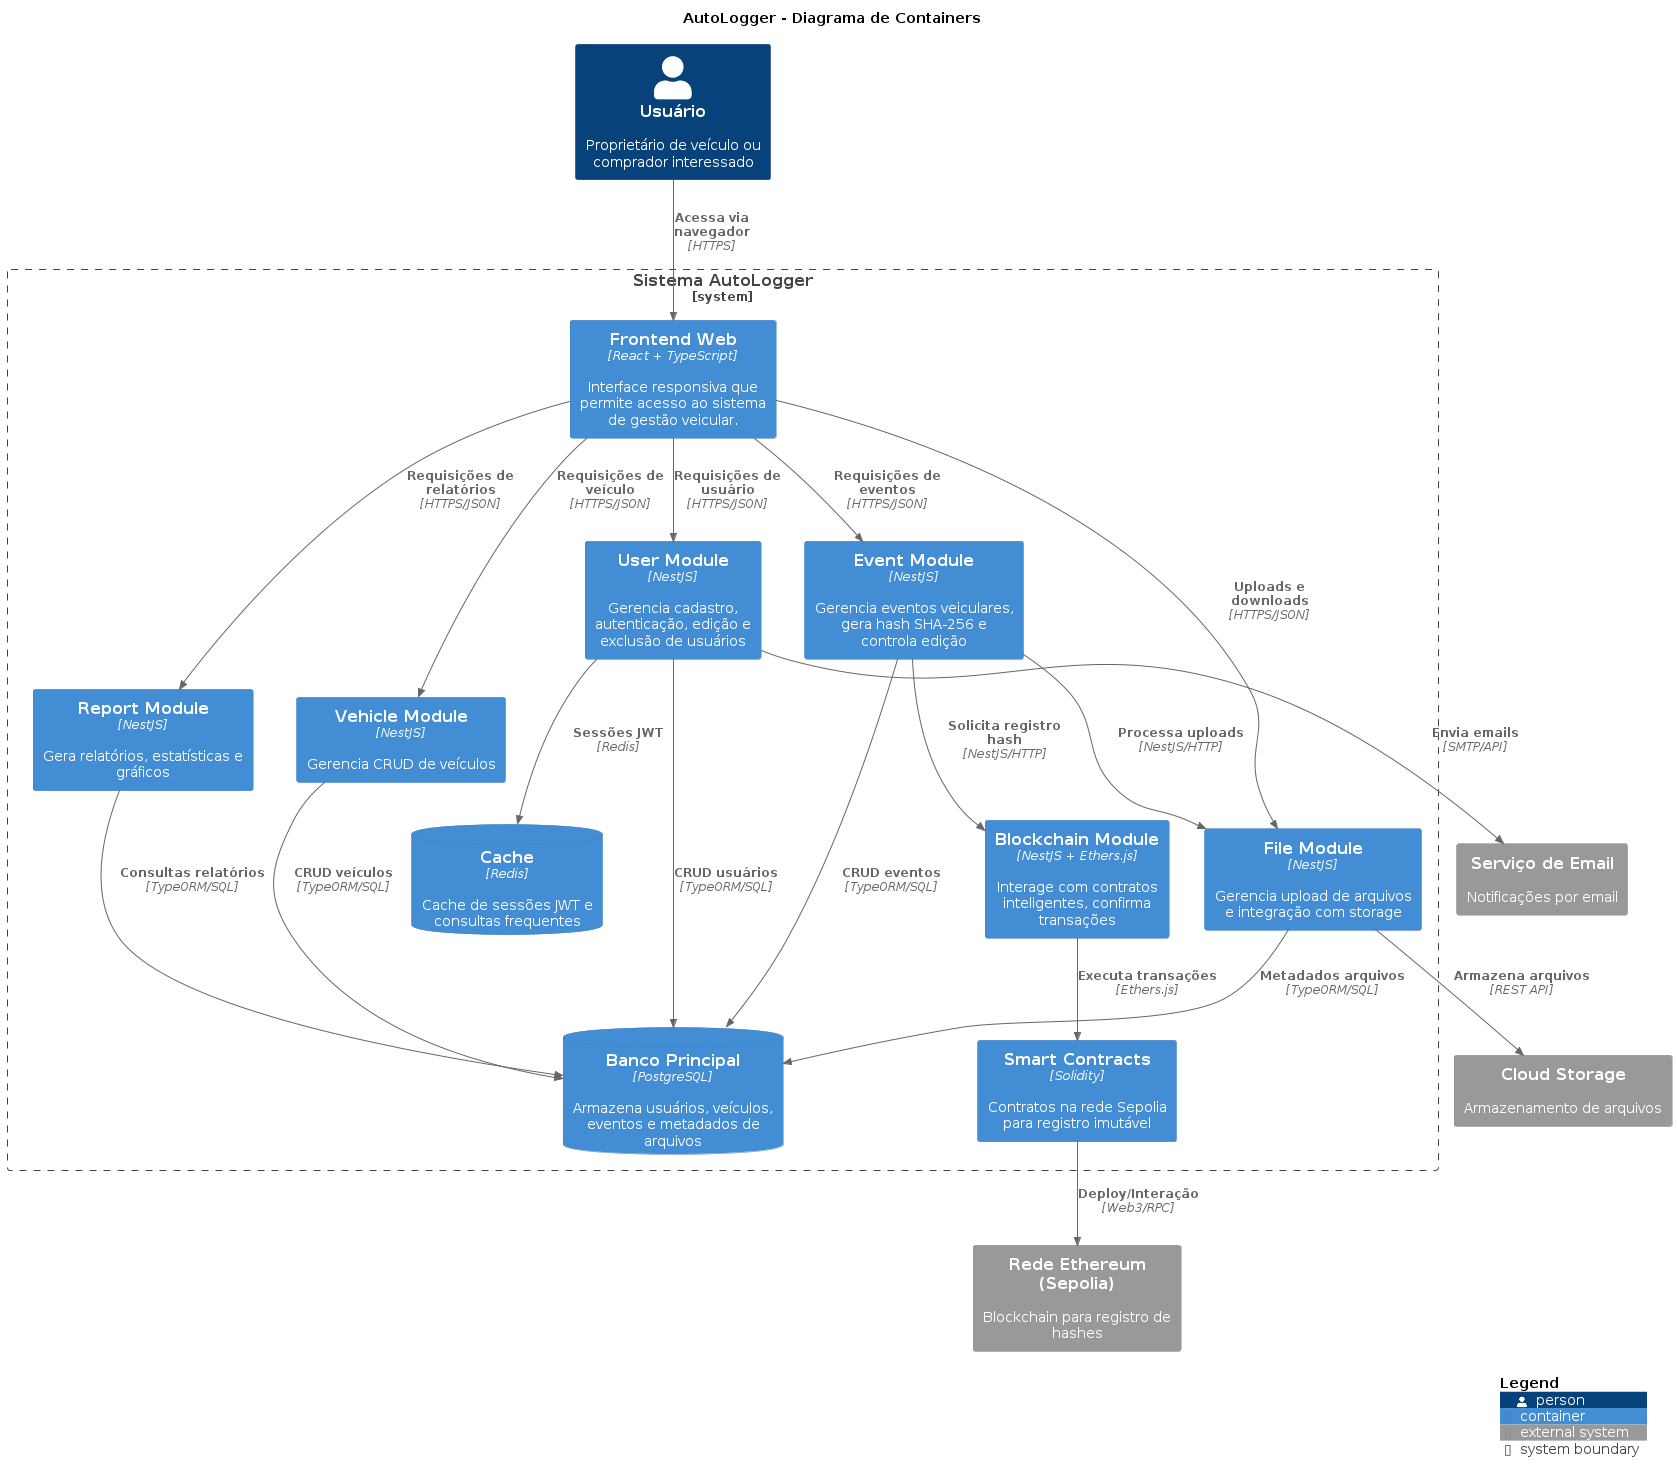 AutoLogger - Diagrama de Containers
Usuário
Proprietário de veículo ou
comprador interessado
Acessa via
navegador
[HTTPS]
Sistema AutoLogger
[system]
Frontend Web
[React + TypeScript]
Interface responsiva que
permite acesso ao sistema
de gestão veicular.
Requisições de
relatórios
[HTTPS/JSON]
Requisições de
veículo
[HTTPS/JSON]
Requisições de
usuário
[HTTPS/JSON]
Requisições de
eventos
[HTTPS/JSON]
Uploads e
downloads
[HTTPS/JSON]
User Module
[NestJS]
Gerencia cadastro,
autenticação, edição e
exclusão de usuários
Event Module
[NestJS]
Gerencia eventos veiculares,
gera hash SHA-256 e
controla edição
Report Module
[NestJS]
Gera relatórios, estatísticas e
gráficos
Vehicle Module
[NestJS]
Gerencia CRUD de veículos
Sessões JWT
[Redis]
Solicita registro
hash
[NestJS/HTTP]
Processa uploads
[NestJS/HTTP]
Envia emails
[SMTP/API]
Cache
[Redis]
Cache de sessões JWT e
consultas frequentes
Blockchain Module
[NestJS + Ethers.js]
Interage com contratos
inteligentes, confirma
transações
File Module
[NestJS]
Gerencia upload de arquivos
e integração com storage
Serviço de Email
Notificações por email
Consultas relatórios
[TypeORM/SQL]
CRUD veículos
[TypeORM/SQL]
CRUD usuários
[TypeORM/SQL]
CRUD eventos
[TypeORM/SQL]
Executa transações
[Ethers.js]
Metadados arquivos
[TypeORM/SQL]
Armazena arquivos
[REST API]
Banco Principal
[PostgreSQL]
Armazena usuários, veículos,
eventos e metadados de
arquivos
Smart Contracts
[Solidity]
Contratos na rede Sepolia
para registro imutável
Cloud Storage
Armazenamento de arquivos
Deploy/Interação
[Web3/RPC]
Rede Ethereum
(Sepolia)
Blockchain para registro de
hashes
Legend
person
container
external system
system boundary